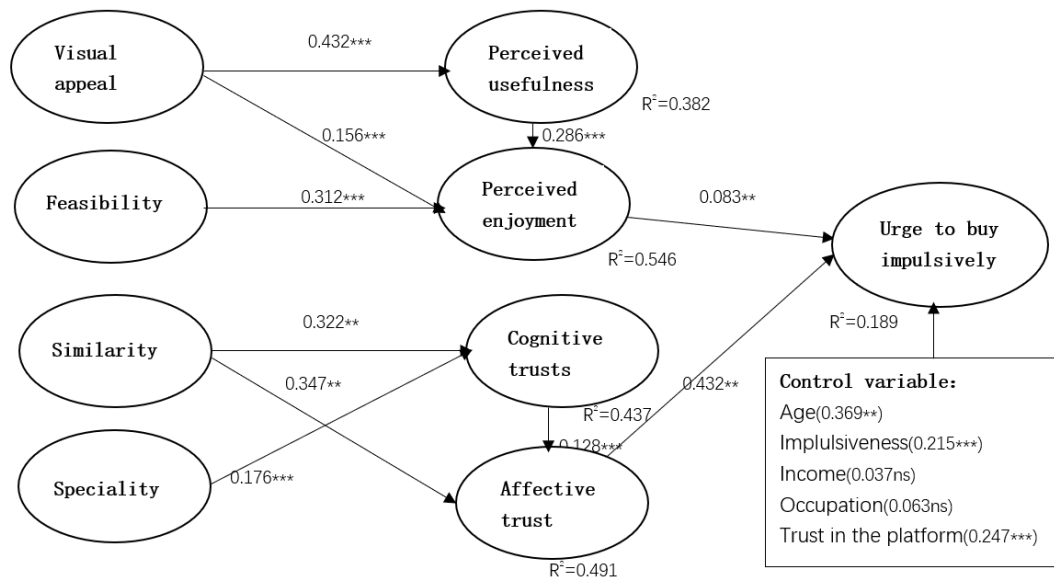 Visual
appeal
0.432***
Perceived
usefulness
R²=0.382
0.156***
0.286***
Feasibility
0.312***
Perceived
enjoyment
R²=0.546
0.083**
Urge to buy
impulsively
R²=0.189
Similarity
0.322**
Cognitive
trusts
R²=0.437
0.347**
0.432**
0.128***
Speciality
0.176***
Affective
trust
R²=0.491
Control variable:
Age(0.369**)
Implulsiveness(0.215***)
Income(0.037ns)
Occupation(0.063ns)
Trust in the platform(0.247***)